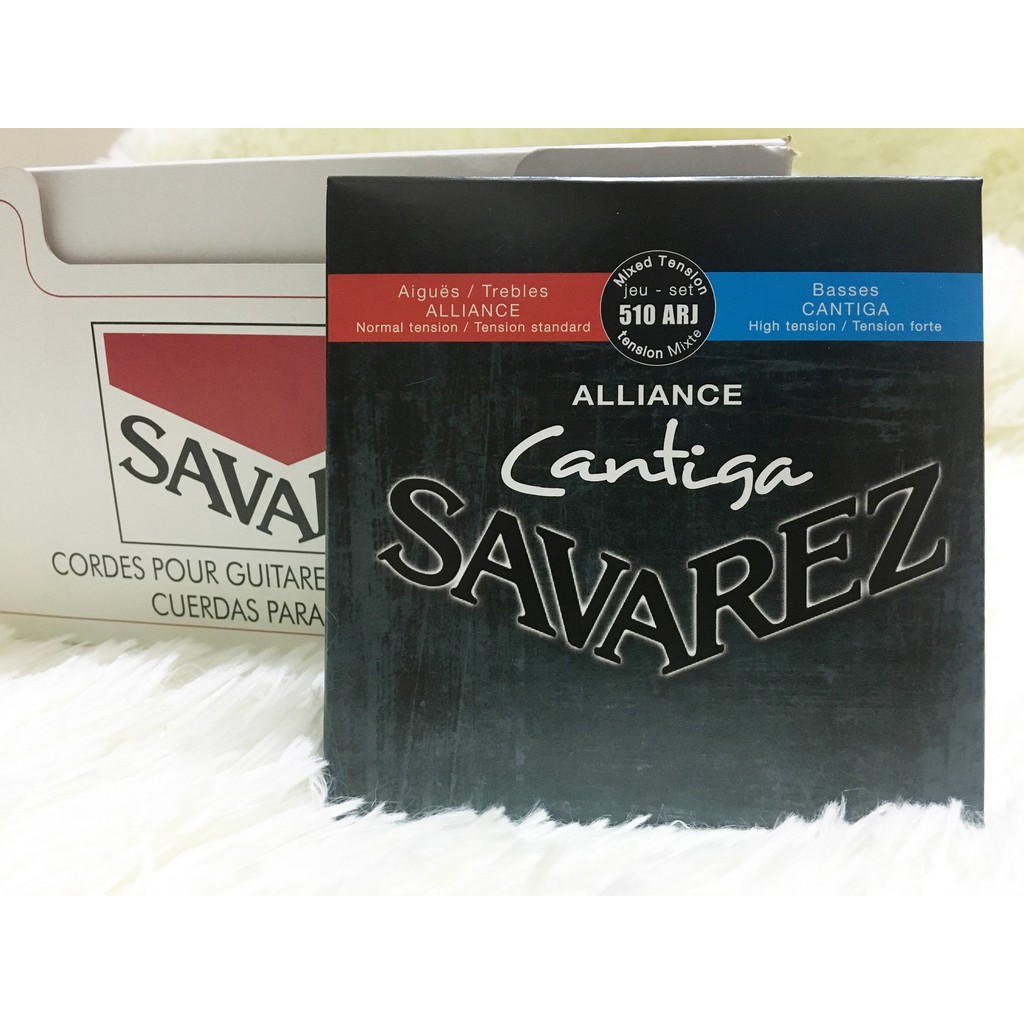 Mixed Tension
jeu - set
510 ARJ
tension Mixte
Aiguës / Trebles
ALLIANCE
Normal tension / Tension standard
Basses
CANTIGA
High tension / Tension forte
ALLIANCE
Cantiga
SAVAREZ
SAVA
CORDES POUR GUITARE
CUERDAS PARA